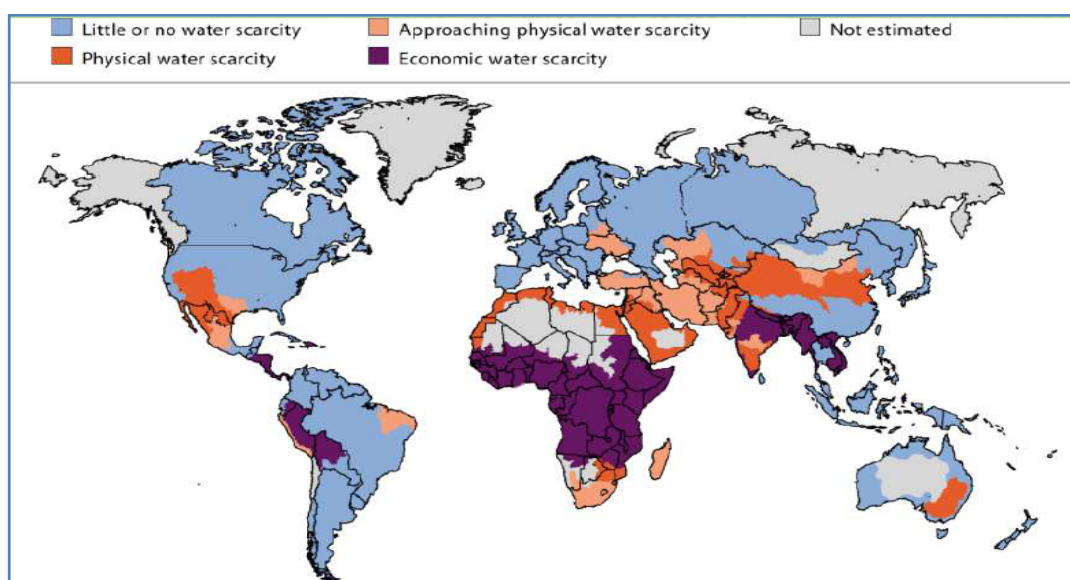 Little or no water scarcity
Approaching physical water scarcity
Not estimated
Physical water scarcity
Economic water scarcity